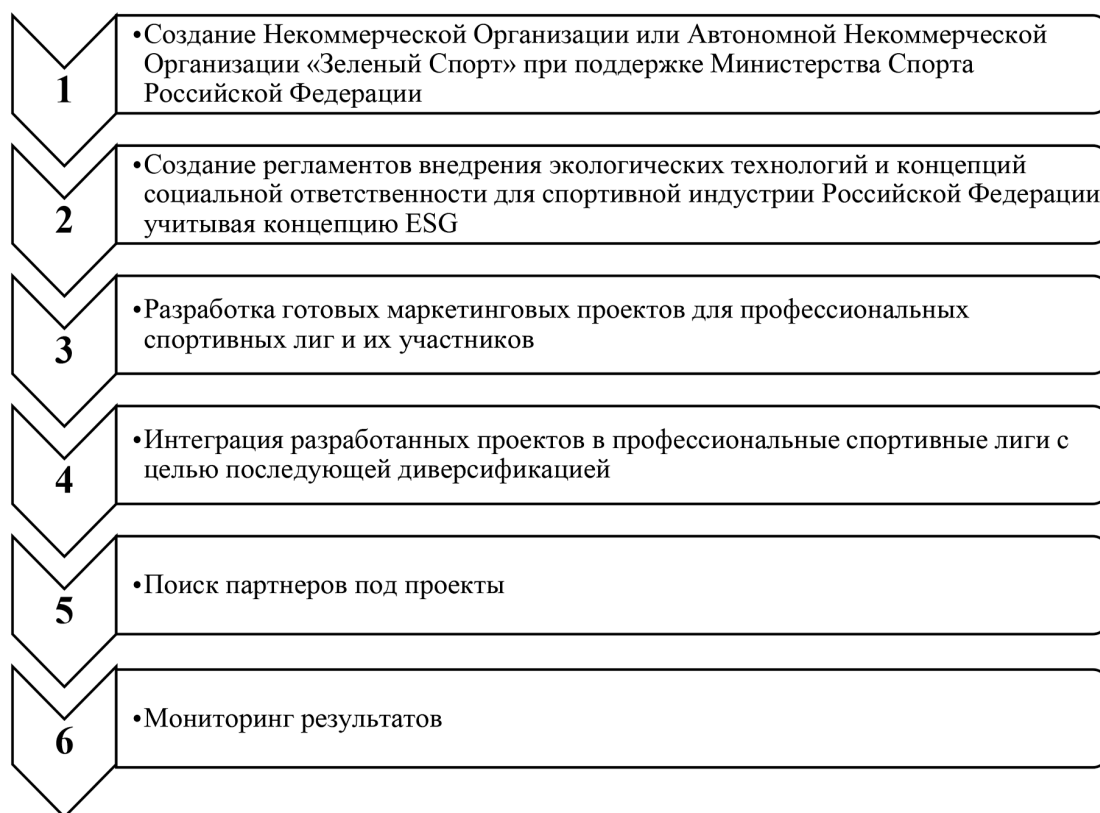 1
•Создание Некоммерческой Организации или Автономной Некоммерческой
Организации «Зеленый Спорт» при поддержке Министерства Спорта
Российской Федерации
2
•Создание регламентов внедрения экологических технологий и концепций
социальной ответственности для спортивной индустрии Российской Федерации
учитывая концепцию ESG
3
•Разработка готовых маркетинговых проектов для профессиональных
спортивных лиг и их участников
4
•Интеграция разработанных проектов в профессиональные спортивные лиги с
целью последующей диверсификацией
5
•Поиск партнеров под проекты
6
•Мониторинг результатов